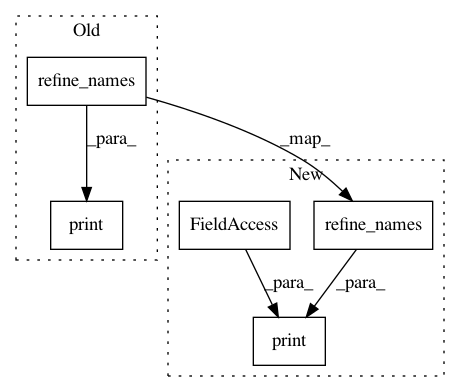 Old
refine_names
_para_
_map_
New
print
FieldAccess
refine_names
_para_
_para_
print